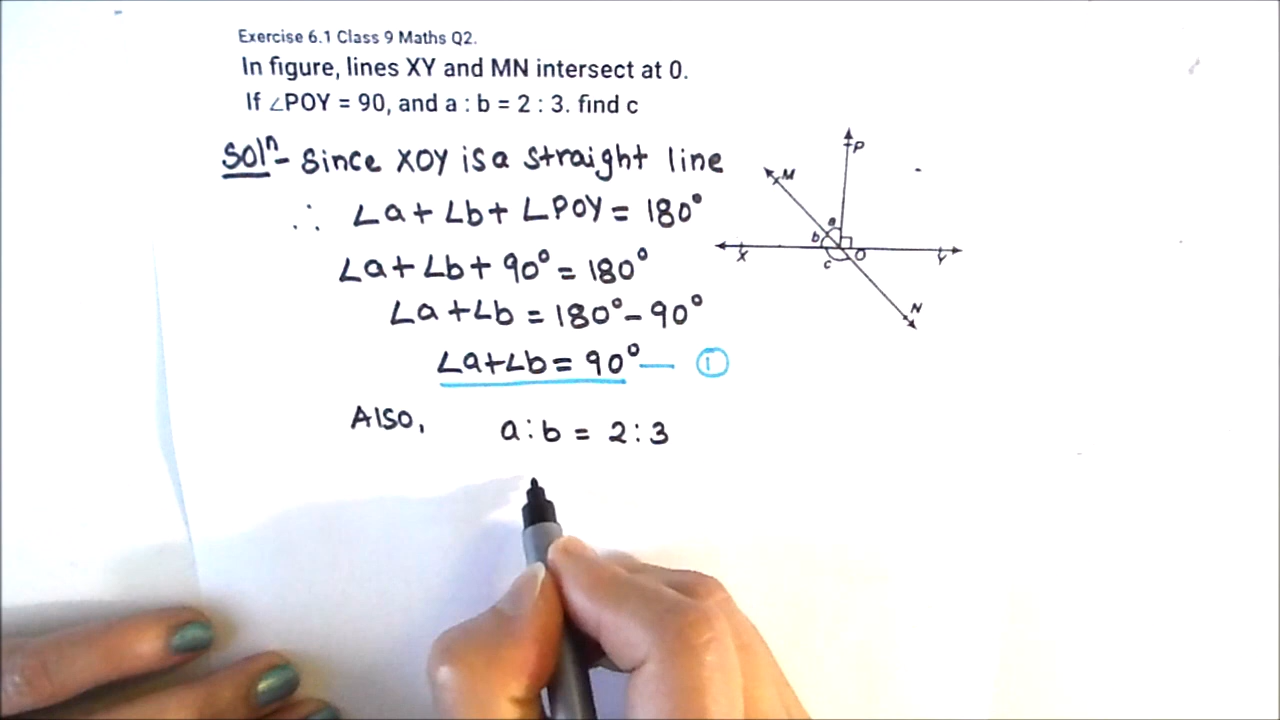 Exercise 6.1 Class 9 Maths Q2.
In figure, lines XY and MN intersect at 0.
If ∠POY = 90, and a : b = 2 : 3. find c
Solⁿ- Since XOY is a straight line
∴ ∠a + ∠b + ∠POY = 180°
∠a + ∠b + 90° = 180°
∠a + ∠b = 180° - 90°
∠a + ∠b = 90° — ①
Also, a : b = 2 : 3
P
M
a
b
X
c
O
Y
N